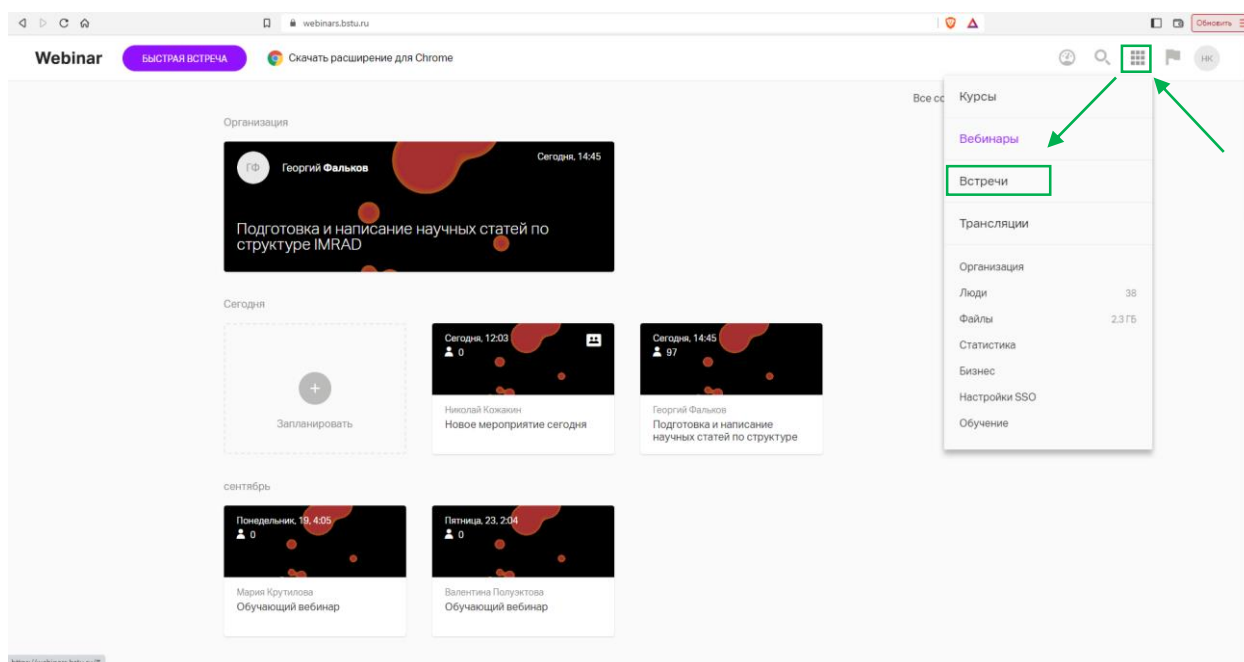 webinars.bstu.ru
Обновить
Webinar
БЫСТРАЯ ВСТРЕЧА
Скачать расширение для Chrome
НК
Все
Организация
ГФ
Георгий Фальков
Сегодня, 14:45
Подготовка и написание научных статей по
структуре IMRAD
Сегодня
Запланировать
Сегодня, 12:03
0
Николай Кожакин
Новое мероприятие сегодня
Сегодня, 14:45
97
Георгий Фальков
Подготовка и написание
научных статей по структуре
сентябрь
Понедельник, 19, 4:05
0
Мария Крутилова
Обучающий вебинар
Пятница, 23, 2:04
0
Валентина Полуэктова
Обучающий вебинар
Курсы
Вебинары
Встречи
Трансляции
Организация
Люди 38
Файлы 2,3 ГБ
Статистика
Бизнес
Настройки SSO
Обучение